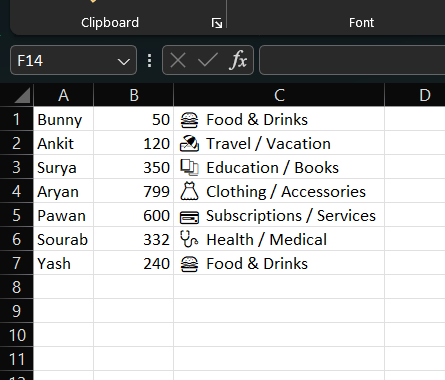 Clipboard Font
F14 fx
A B C D
1 Bunny 50 🍔 Food & Drinks
2 Ankit 120 Travel / Vacation
3 Surya 350 Education / Books
4 Aryan 799 Clothing / Accessories
5 Pawan 600 Subscriptions / Services
6 Sourab 332 Health / Medical
7 Yash 240 🍔 Food & Drinks
8
9
10
11